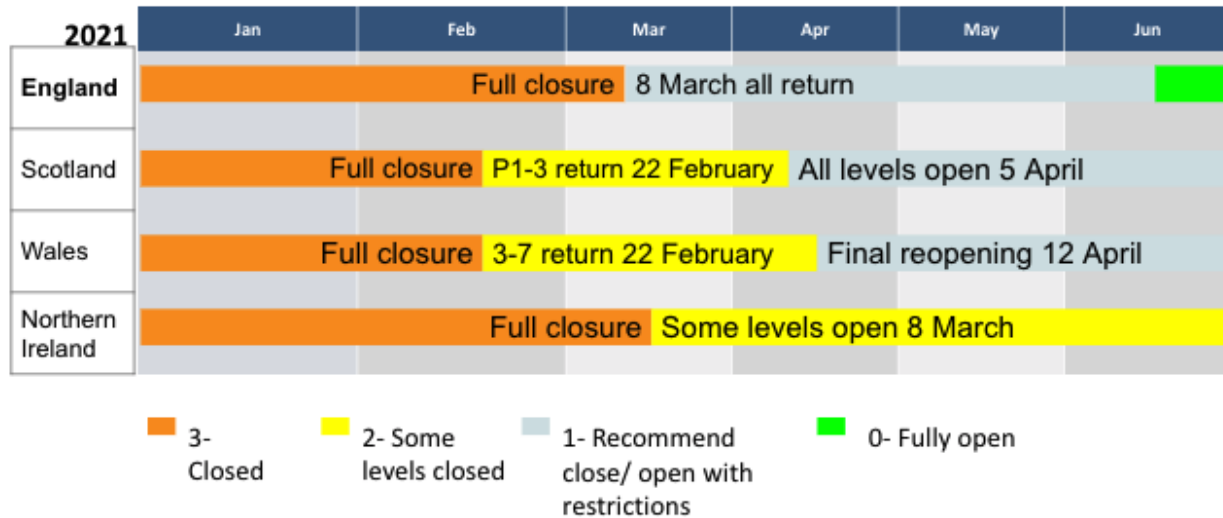 2021 Jan Feb Mar Apr May Jun
England Full closure 8 March all return
Scotland Full closure P1-3 return 22 February All levels open 5 April
Wales Full closure 3-7 return 22 February Final reopening 12 April
Northern
Ireland Full closure Some levels open 8 March
3-
Closed
2- Some
levels closed
1- Recommend
close/ open with
restrictions
0- Fully open